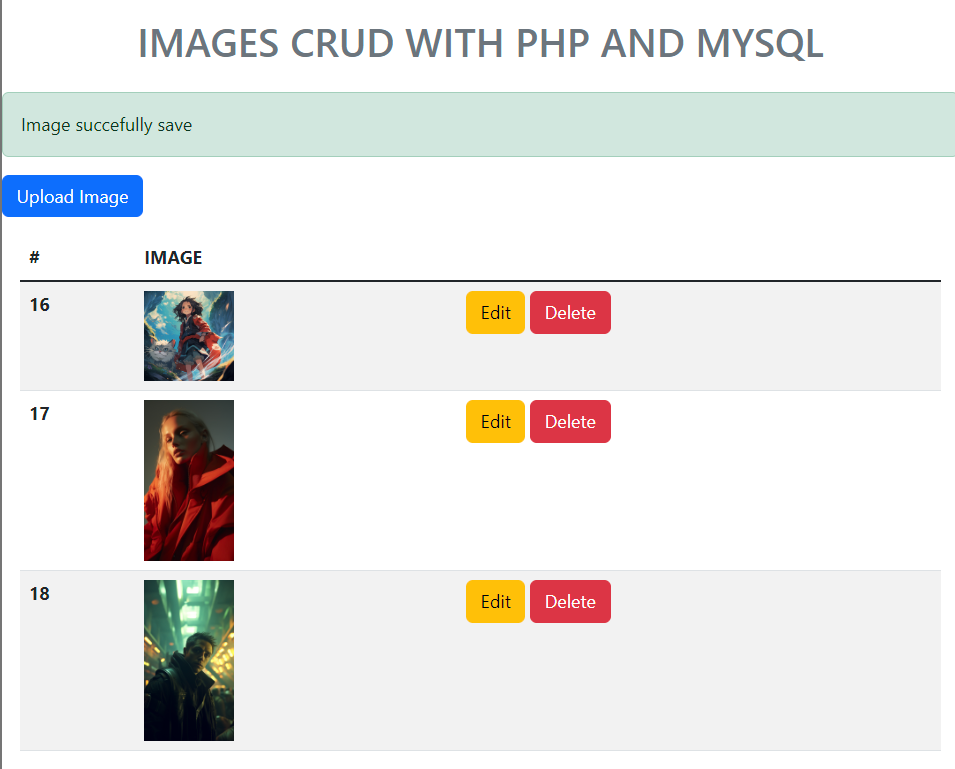 IMAGES CRUD WITH PHP AND MYSQL
Image succefully save
Upload Image
# IMAGE
16 Edit Delete
17 Edit Delete
18 Edit Delete